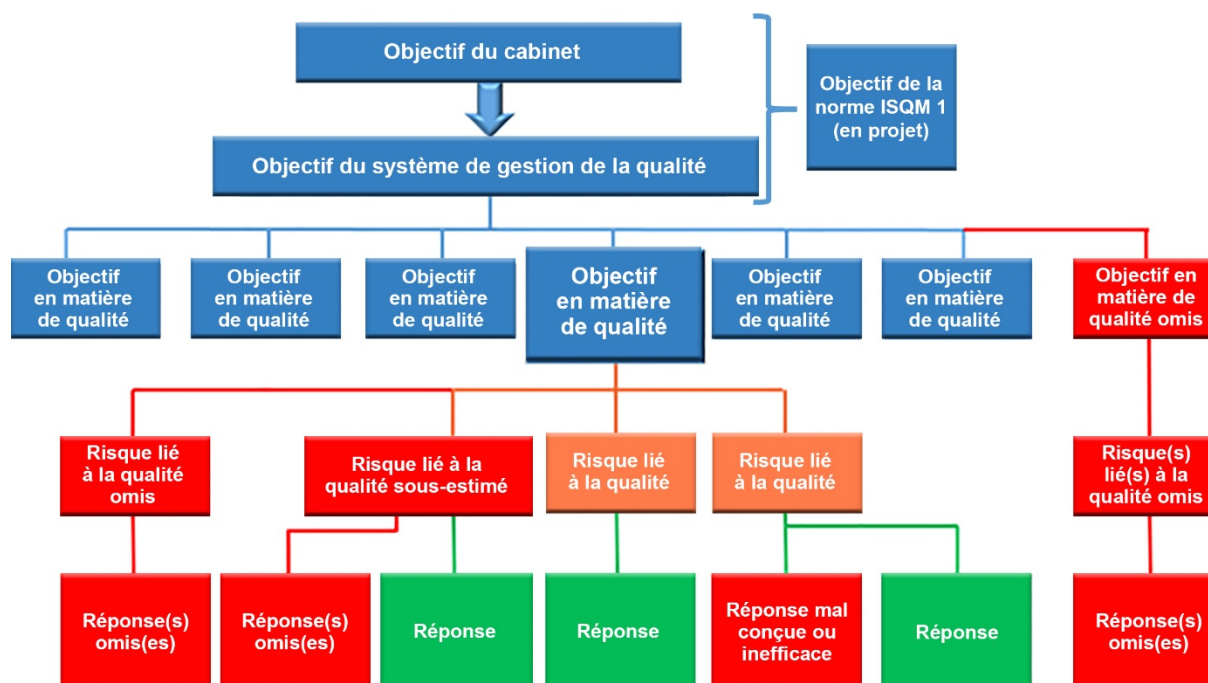 Objectif du cabinet
Objectif de la
norme ISQM 1
(en projet)
Objectif du système de gestion de la qualité
Objectif
en matière
de qualité
Objectif
en matière
de qualité
Objectif
en matière
de qualité
Objectif
en matière
de qualité
Objectif
en matière
de qualité
Objectif
en matière
de qualité
Objectif en
matière de
qualité omis
Risque lié
à la qualité
omis
Risque lié à la
qualité sous-estimé
Risque lié
à la qualité
Risque lié
à la qualité
Risque(s)
lié(s) à la
qualité omis
Réponse(s)
omis(es)
Réponse(s)
omis(es)
Réponse
Réponse
Réponse mal
conçue ou
inefficace
Réponse
Réponse(s)
omis(es)